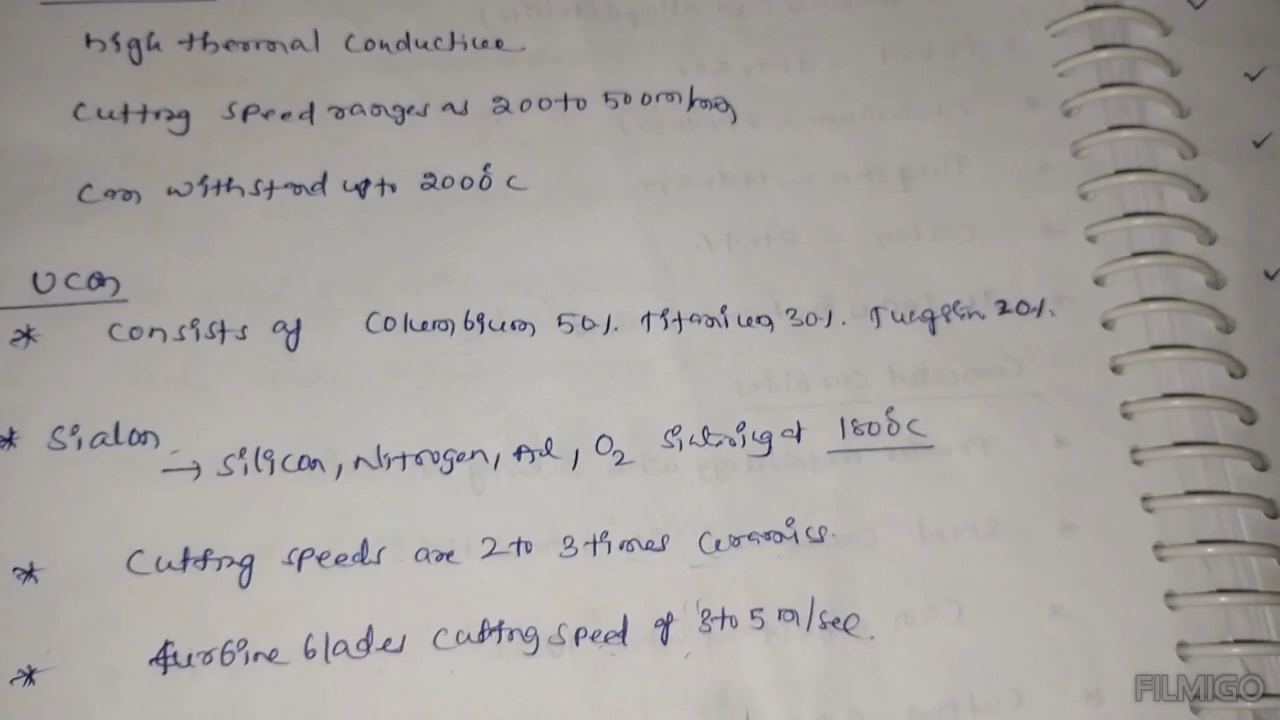 high thermal conductive
Cutting speed ranges as 200 to 500 m/min
Can withstand upto 2000°C
UCON
* Consists of Columbium 50%. Titanium 30%. Tungsten 20%.
* Sialon
→ Silicon, Nitrogen, Al, O2 Sintring at 1800°C
* Cutting speeds are 2 to 3 times Ceramics.
* turbine blades cutting speed of 3 to 5 m/sec.
FILMIGO